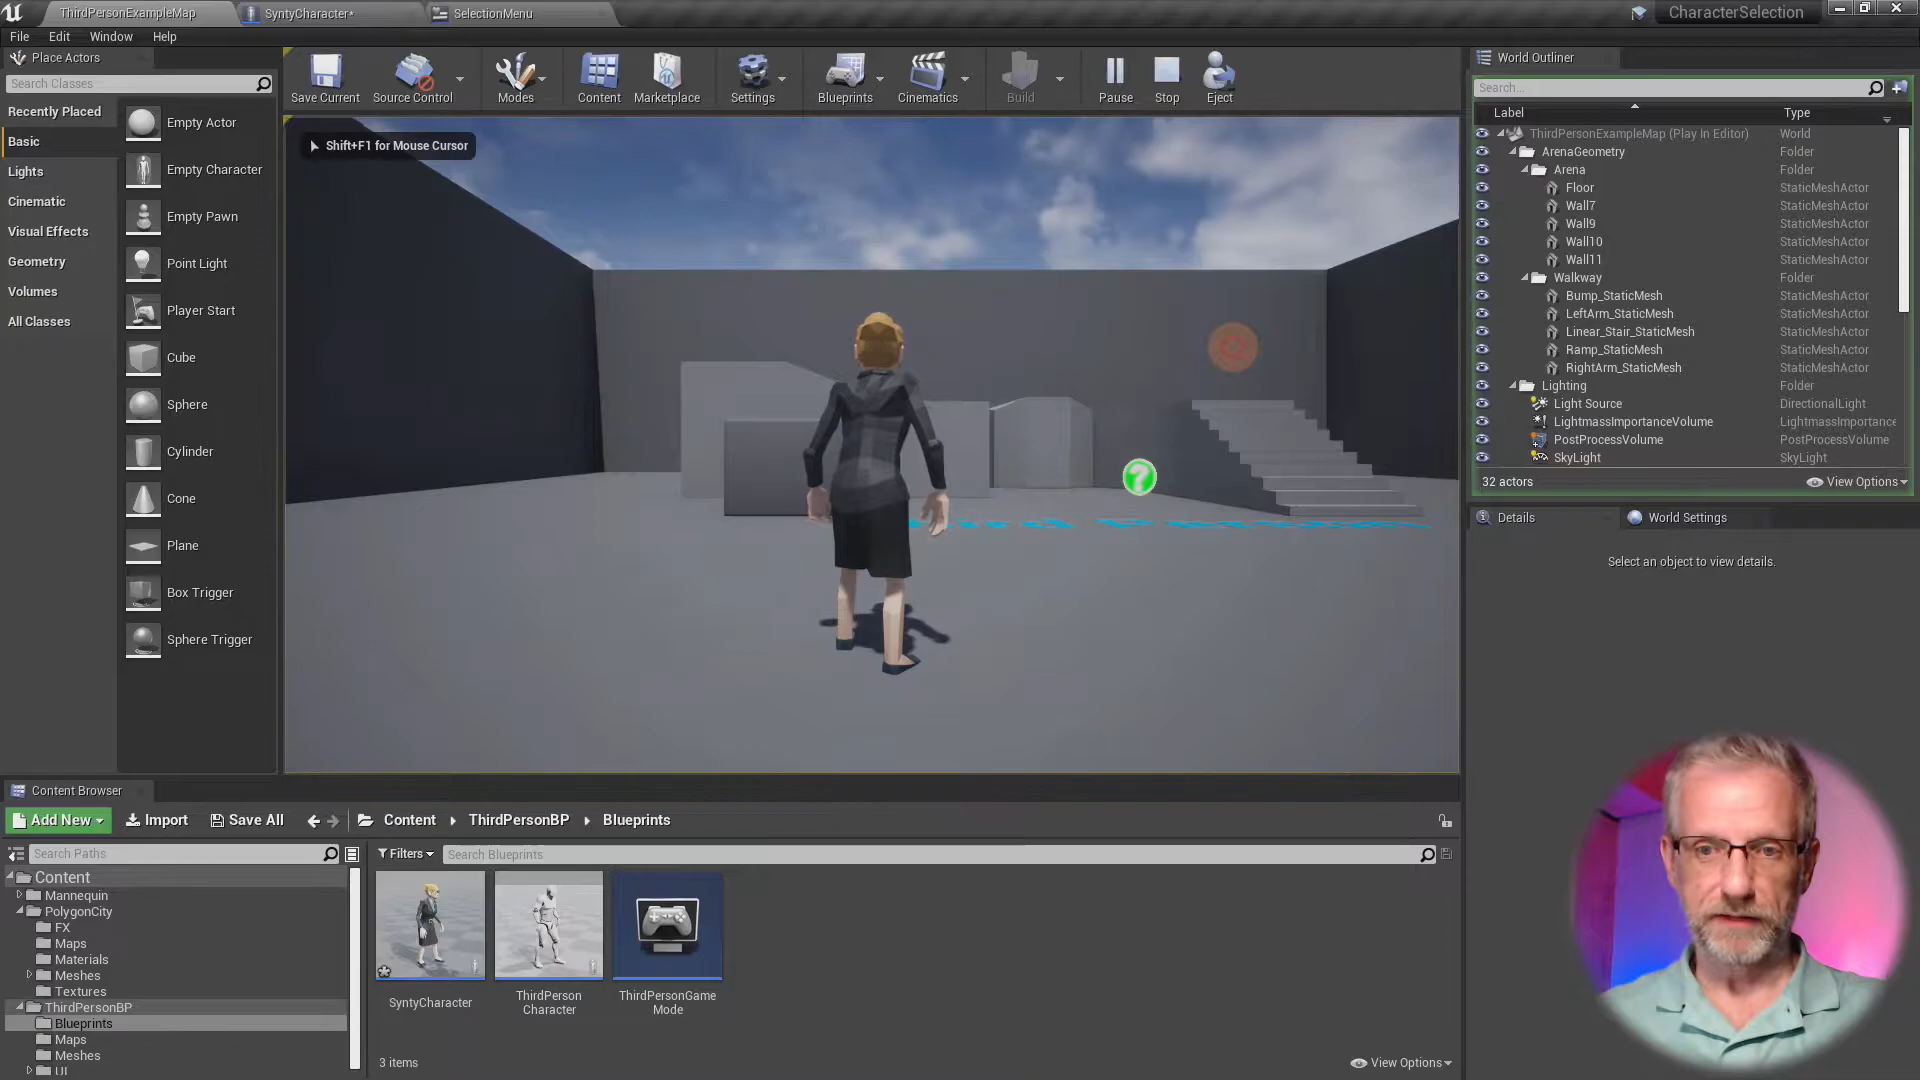 ThirdPersonExampleMap
SyntyCharacter*
SelectionMenu
CharacterSelection
File
Edit
Window
Help
Place Actors
Search Classes
Recently Placed
Basic
Lights
Cinematic
Visual Effects
Geometry
Volumes
All Classes
Empty Actor
Empty Character
Empty Pawn
Point Light
Player Start
Cube
Sphere
Cylinder
Cone
Plane
Box Trigger
Sphere Trigger
Save Current
Source Control
Modes
Content
Marketplace
Settings
Blueprints
Cinematics
Build
Pause
Stop
Eject
Shift+F1 for Mouse Cursor
?
World Outliner
Search...
Label
Type
ThirdPersonExampleMap (Play In Editor)
World
ArenaGeometry
Folder
Arena
Folder
Floor
StaticMeshActor
Wall7
StaticMeshActor
Wall9
StaticMeshActor
Wall10
StaticMeshActor
Wall11
StaticMeshActor
Walkway
Folder
Bump_StaticMesh
StaticMeshActor
LeftArm_StaticMesh
StaticMeshActor
Linear_Stair_StaticMesh
StaticMeshActor
Ramp_StaticMesh
StaticMeshActor
RightArm_StaticMesh
StaticMeshActor
Lighting
Folder
Light Source
DirectionalLight
LightmassImportanceVolume
LightmassImportance
PostProcessVolume
PostProcessVolume
SkyLight
SkyLight
32 actors
View Options
Details
World Settings
Select an object to view details.
Content Browser
Add New
Import
Save All
Content
ThirdPersonBP
Blueprints
Search Paths
Filters
Search Blueprints
Content
Mannequin
PolygonCity
FX
Maps
Materials
Meshes
Textures
ThirdPersonBP
Blueprints
Maps
Meshes
UI
SyntyCharacter
ThirdPerson
Character
ThirdPersonGame
Mode
3 items
View Options